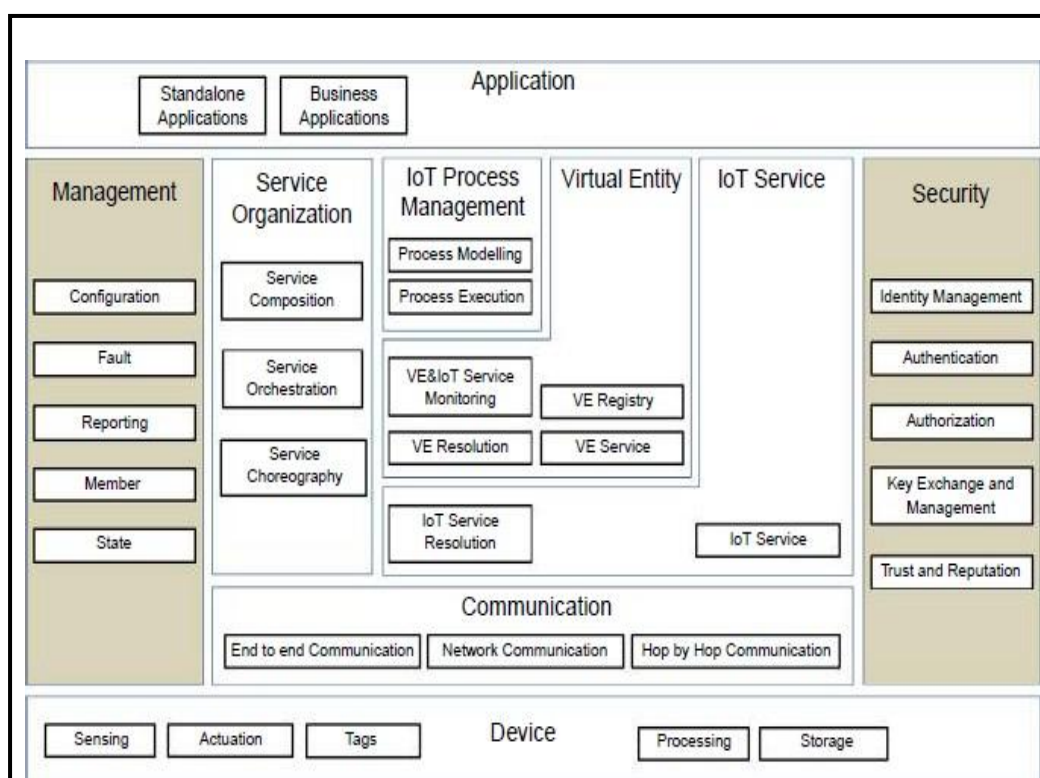 Application
Standalone
Applications
Business
Applications
Management
Configuration
Fault
Reporting
Member
State
Service
Organization
Service
Composition
Service
Orchestration
Service
Choreography
IoT Process
Management
Process Modelling
Process Execution
Virtual Entity
VE&IoT Service
Monitoring
VE Registry
VE Resolution
VE Service
IoT Service
IoT Service
Resolution
IoT Service
Security
Identity Management
Authentication
Authorization
Key Exchange and
Management
Trust and Reputation
Communication
End to end Communication
Network Communication
Hop by Hop Communication
Device
Sensing
Actuation
Tags
Processing
Storage